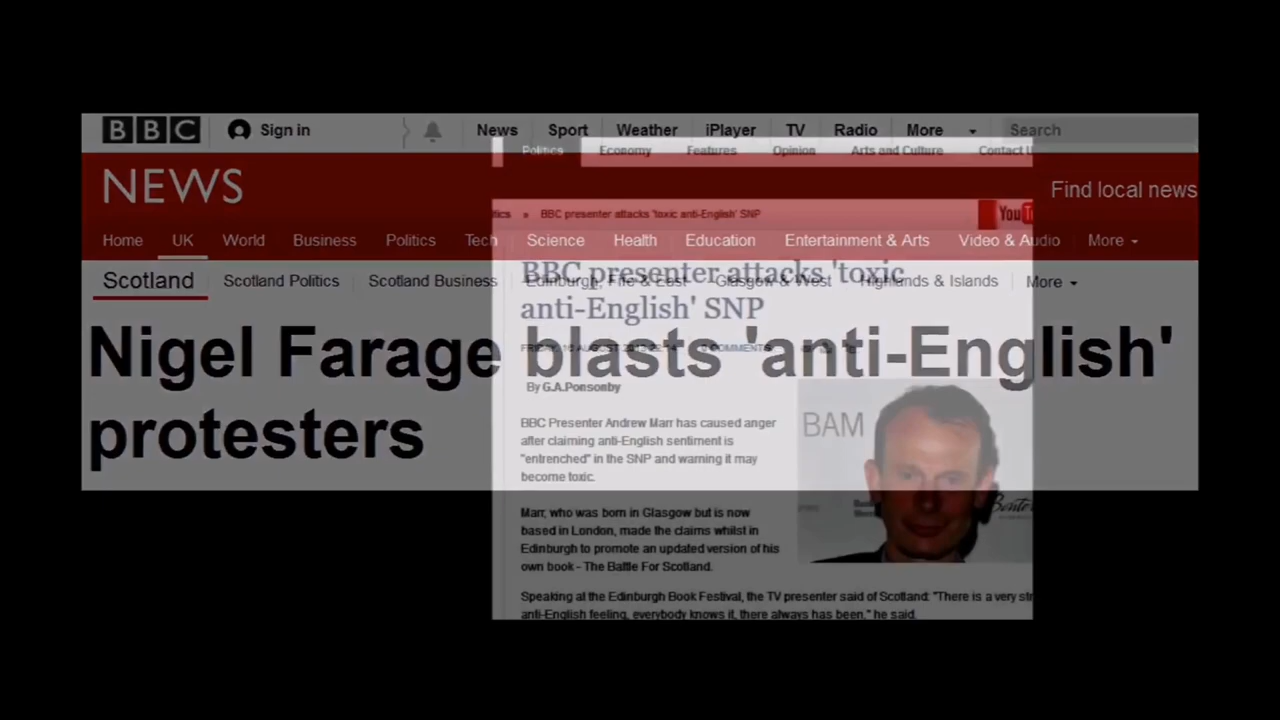 BBC Sign in News Sport Weather iPlayer TV Radio More Search
Politics Economy Features Opinion Arts and Culture Contact U
NEWS
Find local news
BBC presenter attacks 'toxic anti-English' SNP
You
Home UK World Business Politics Tech Science Health Education Entertainment & Arts Video & Audio More
Scotland Scotland Politics Scotland Business Edinburgh, Fife & East Glasgow & West Highlands & Islands More
BBC presenter attacks 'toxic
anti-English' SNP
Nigel Farage blasts 'anti-English'
protesters
By G.A.Ponsonby
BBC Presenter Andrew Marr has caused anger
after claiming anti-English sentiment is
"entrenched" in the SNP and warning it may
become toxic.
BAM
Marr, who was born in Glasgow but is now
based in London, made the claims whilst in
Edinburgh to promote an updated version of his
own book - The Battle For Scotland.
Speaking at the Edinburgh Book Festival, the TV presenter said of Scotland: "There is a very str
anti-English feeling, everybody knows it, there always has been." he said.